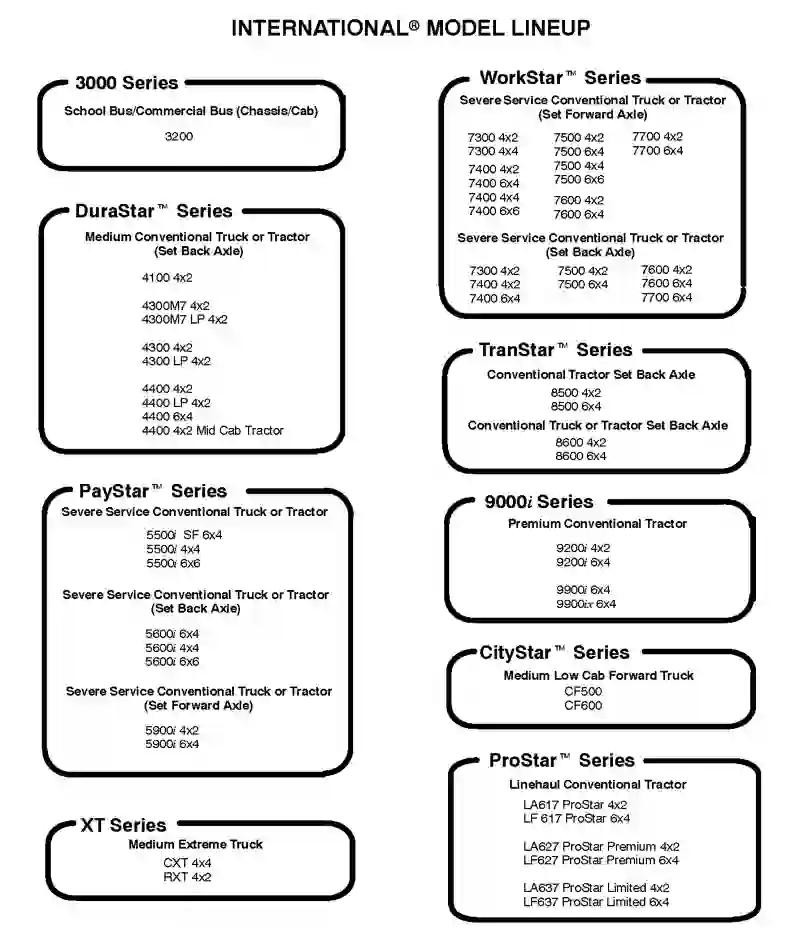 INTERNATIONAL® MODEL LINEUP
3000 Series
School Bus/Commercial Bus (Chassis/Cab)
3200
DuraStar™ Series
Medium Conventional Truck or Tractor
(Set Back Axle)
4100 4x2
4300M7 4x2
4300M7 LP 4x2
4300 4x2
4300 LP 4x2
4400 4x2
4400 LP 4x2
4400 6x4
4400 4x2 Mid Cab Tractor
PayStar™ Series
Severe Service Conventional Truck or Tractor
5500i SF 6x4
5500i 4x4
5500i 6x6
Severe Service Conventional Truck or Tractor
(Set Back Axle)
5600i 6x4
5600i 4x4
5600i 6x6
Severe Service Conventional Truck or Tractor
(Set Forward Axle)
5900i 4x2
5900i 6x4
XT Series
Medium Extreme Truck
CXT 4x4
RXT 4x2
WorkStar™ Series
Severe Service Conventional Truck or Tractor
(Set Forward Axle)
7300 4x2 7500 4x2 7700 4x2
7300 4x4 7500 6x4 7700 6x4
7400 4x2 7500 4x4
7400 6x4 7500 6x6
7400 4x4 7600 4x2
7400 6x6 7600 6x4
Severe Service Conventional Truck or Tractor
(Set Back Axle)
7300 4x2 7500 4x2 7600 4x2
7400 4x2 7500 6x4 7600 6x4
7400 6x4 7700 6x4
TranStar™ Series
Conventional Tractor Set Back Axle
8500 4x2
8500 6x4
Conventional Truck or Tractor Set Back Axle
8600 4x2
8600 6x4
9000i Series
Premium Conventional Tractor
9200i 4x2
9200i 6x4
9900i 6x4
9900ix 6x4
CityStar™ Series
Medium Low Cab Forward Truck
CF500
CF600
ProStar™ Series
Linehaul Conventional Tractor
LA617 ProStar 4x2
LF 617 ProStar 6x4
LA627 ProStar Premium 4x2
LF627 ProStar Premium 6x4
LA637 ProStar Limited 4x2
LF637 ProStar Limited 6x4